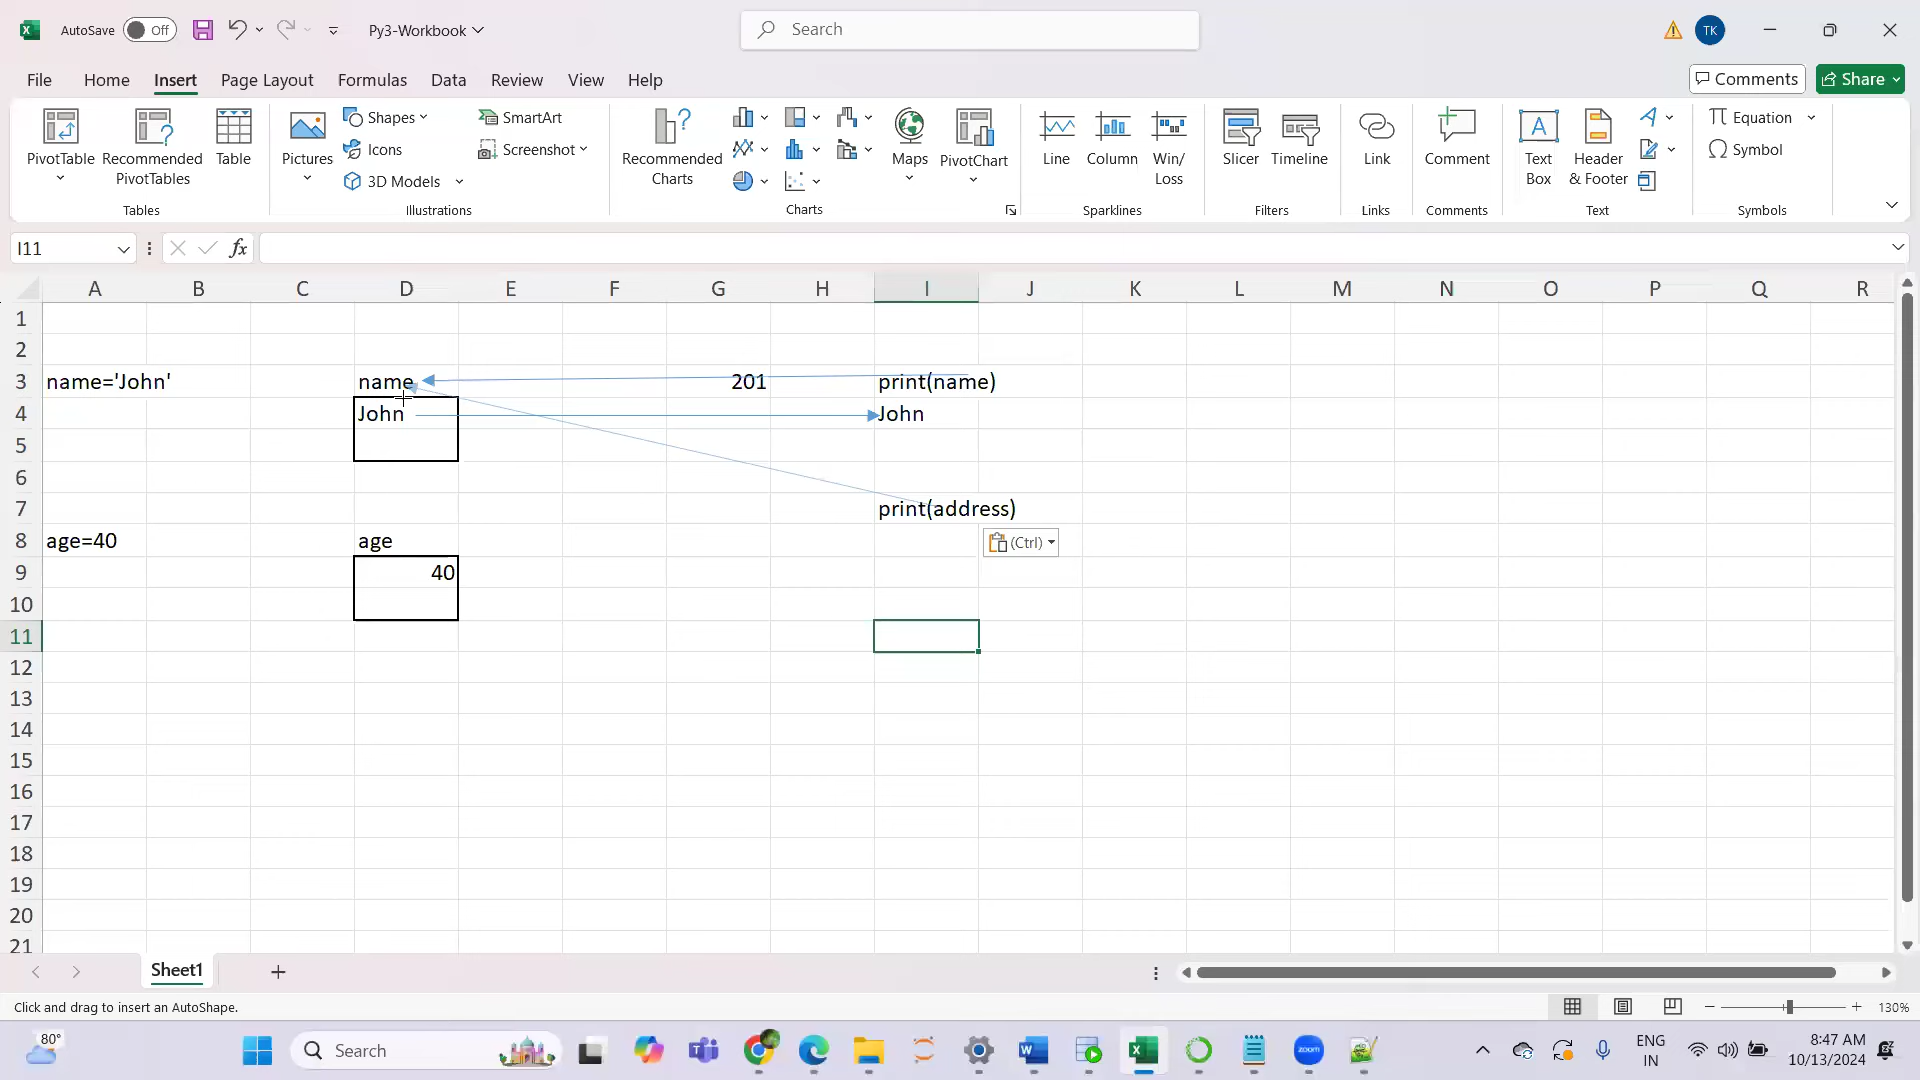 AutoSave Off Py3-Workbook Search TK
File Home Insert Page Layout Formulas Data Review View Help Comments Share
PivotTable Recommended PivotTables Table
Tables
Pictures Shapes Icons 3D Models SmartArt Screenshot
Illustrations
Recommended Charts Maps PivotChart
Charts
Line Column Win/Loss
Sparklines
Slicer Timeline
Filters
Link
Links
Comment
Comments
Text Box Header & Footer
Text
Equation Symbol
Symbols
I11 fx
A B C D E F G H I J K L M N O P Q R
1
2
3 name='John' name 201 print(name)
4 John John
5
6
7 print(address)
8 age=40 age (Ctrl)
9 40
10
11
12
13
14
15
16
17
18
19
20
21
Sheet1
Click and drag to insert an AutoShape. 130%
80° Search zoom ENG IN 8:47 AM 10/13/2024